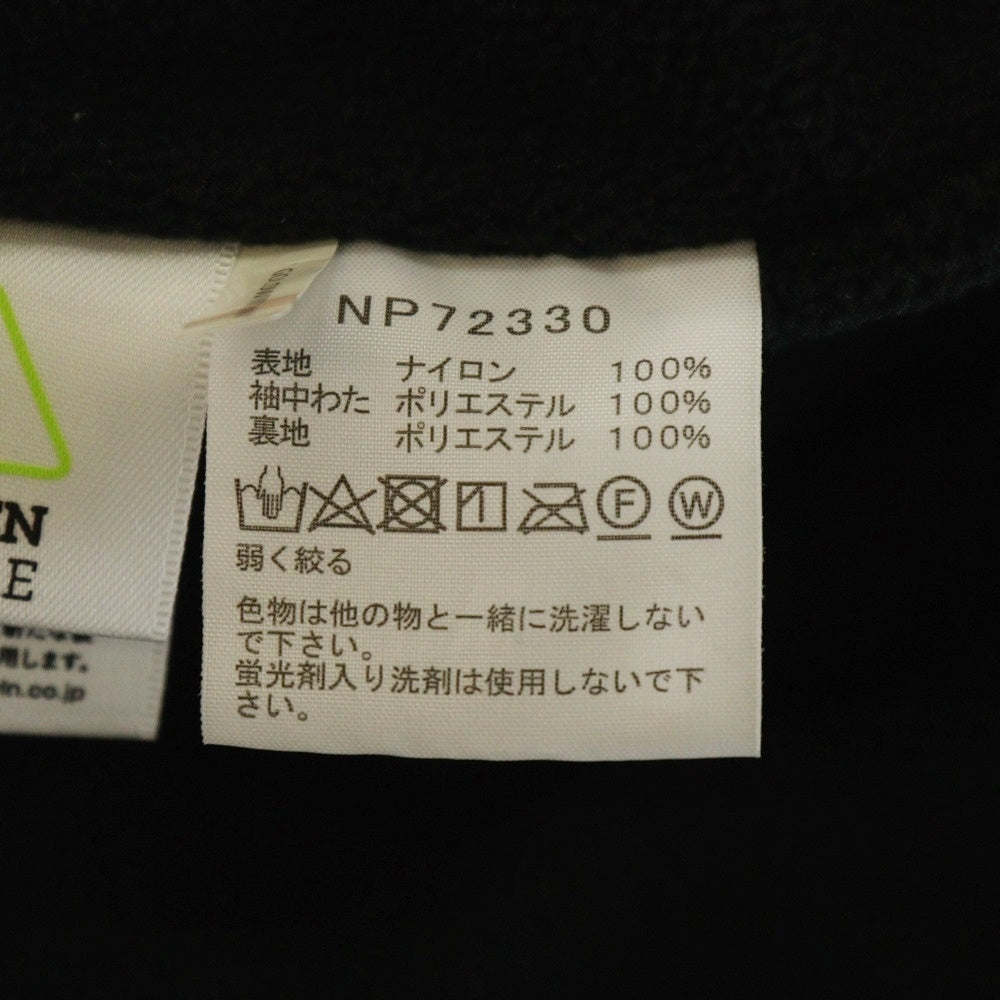 NP72330
表地 ナイロン 100%
袖中わた ポリエステル 100%
裏地 ポリエステル 100%
F W
弱く絞る
色物は他の物と一緒に洗濯しない
で下さい。
蛍光剤入り洗剤は使用しないで下
さい。
N
E
用します。
in.co.jp